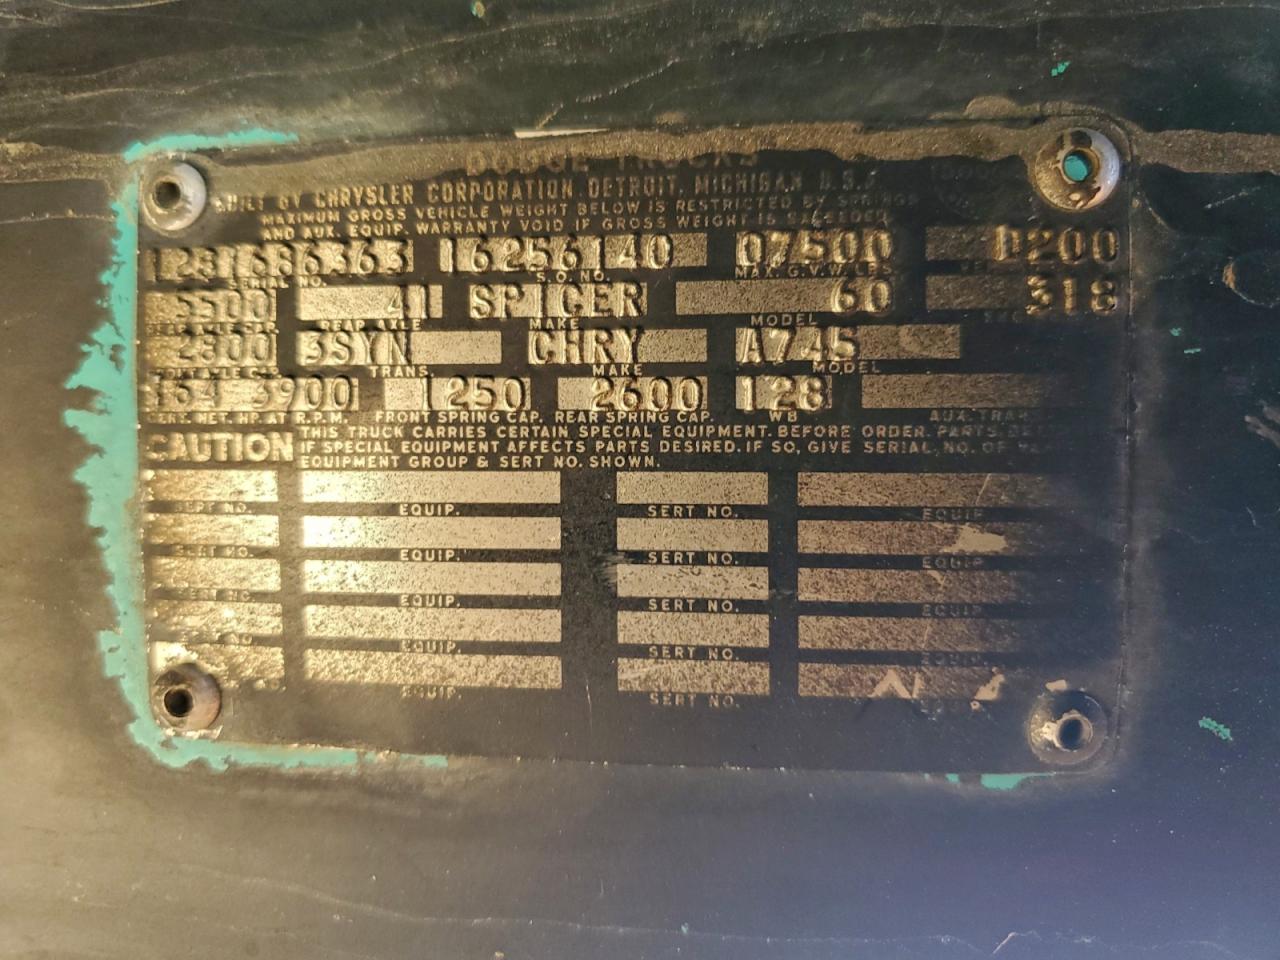 DODGE TRUCKS
BUILT BY CHRYSLER CORPORATION, DETROIT, MICHIGAN U.S.A.
MAXIMUM GROSS VEHICLE WEIGHT BELOW IS RESTRICTED BY SPRINGS
AND AUX. EQUIP. WARRANTY VOID IF GROSS WEIGHT IS EXCEEDED
1281686363 16256140 07500 D200
SERIAL NO. S.O. NO. MAX. G.V.W. LBS.
5500 41 SPICER 60 318
REAR AXLE MAKE MODEL
2800 3SYN CHRY A745
TRANS. MAKE MODEL
164 3900 1250 2600 128
CERT. NET HP AT R.P.M. FRONT SPRING CAP. REAR SPRING CAP. WB AUX. TRANS
CAUTION THIS TRUCK CARRIES CERTAIN SPECIAL EQUIPMENT. BEFORE ORDER. PARTS DE
IF SPECIAL EQUIPMENT AFFECTS PARTS DESIRED. IF SO, GIVE SERIAL NO. OF
EQUIPMENT GROUP & SERT NO. SHOWN.
SERT NO. EQUIP. SERT NO. EQUIP.
SERT NO. EQUIP. SERT NO. EQUIP.
SERT NO. EQUIP. SERT NO. EQUIP.
SERT NO. EQUIP. SERT NO. EQUIP.
EQUIP. SERT NO.